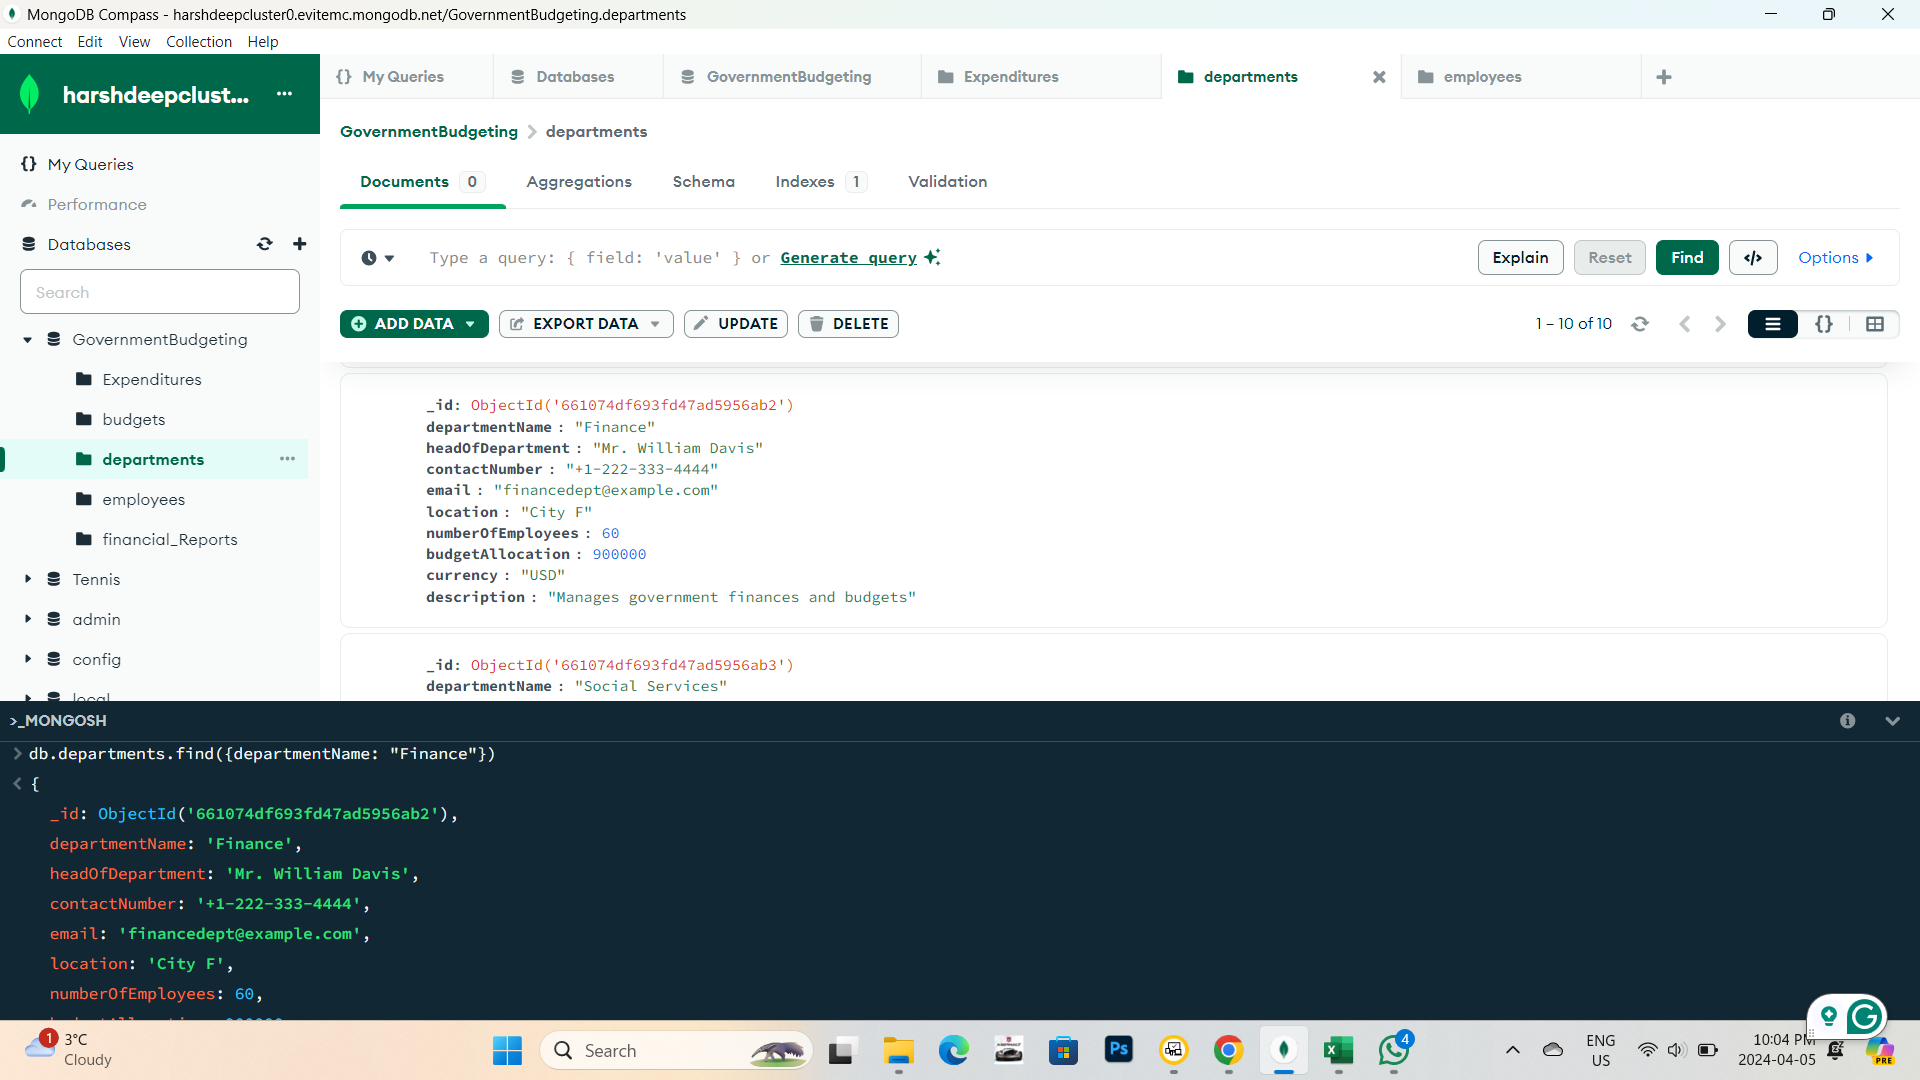 MongoDB Compass - harshdeepcluster0.evitemc.mongodb.net/GovernmentBudgeting.departments
Connect Edit View Collection Help
harshdeepclust...
{} My Queries
Databases
GovernmentBudgeting
Expenditures
departments
employees
GovernmentBudgeting > departments
{} My Queries
Performance
Databases
Search
GovernmentBudgeting
Expenditures
budgets
departments
employees
financial_Reports
Tennis
admin
config
local
Documents 0
Aggregations
Schema
Indexes 1
Validation
Type a query: { field: 'value' } or Generate query
Explain
Reset
Find
</>
Options
ADD DATA
EXPORT DATA
UPDATE
DELETE
1 – 10 of 10
{}
_id: ObjectId('661074df693fd47ad5956ab2')
departmentName : "Finance"
headOfDepartment : "Mr. William Davis"
contactNumber : "+1-222-333-4444"
email : "financedept@example.com"
location : "City F"
numberOfEmployees : 60
budgetAllocation : 900000
currency : "USD"
description : "Manages government finances and budgets"
_id: ObjectId('661074df693fd47ad5956ab3')
departmentName : "Social Services"
>_MONGOSH
> db.departments.find({departmentName: "Finance"})
< {
_id: ObjectId('661074df693fd47ad5956ab2'),
departmentName: 'Finance',
headOfDepartment: 'Mr. William Davis',
contactNumber: '+1-222-333-4444',
email: 'financedept@example.com',
location: 'City F',
numberOfEmployees: 60,
1
3°C
Cloudy
Search
Ps
4
ENG
US
10:04 PM
2024-04-05
PRE